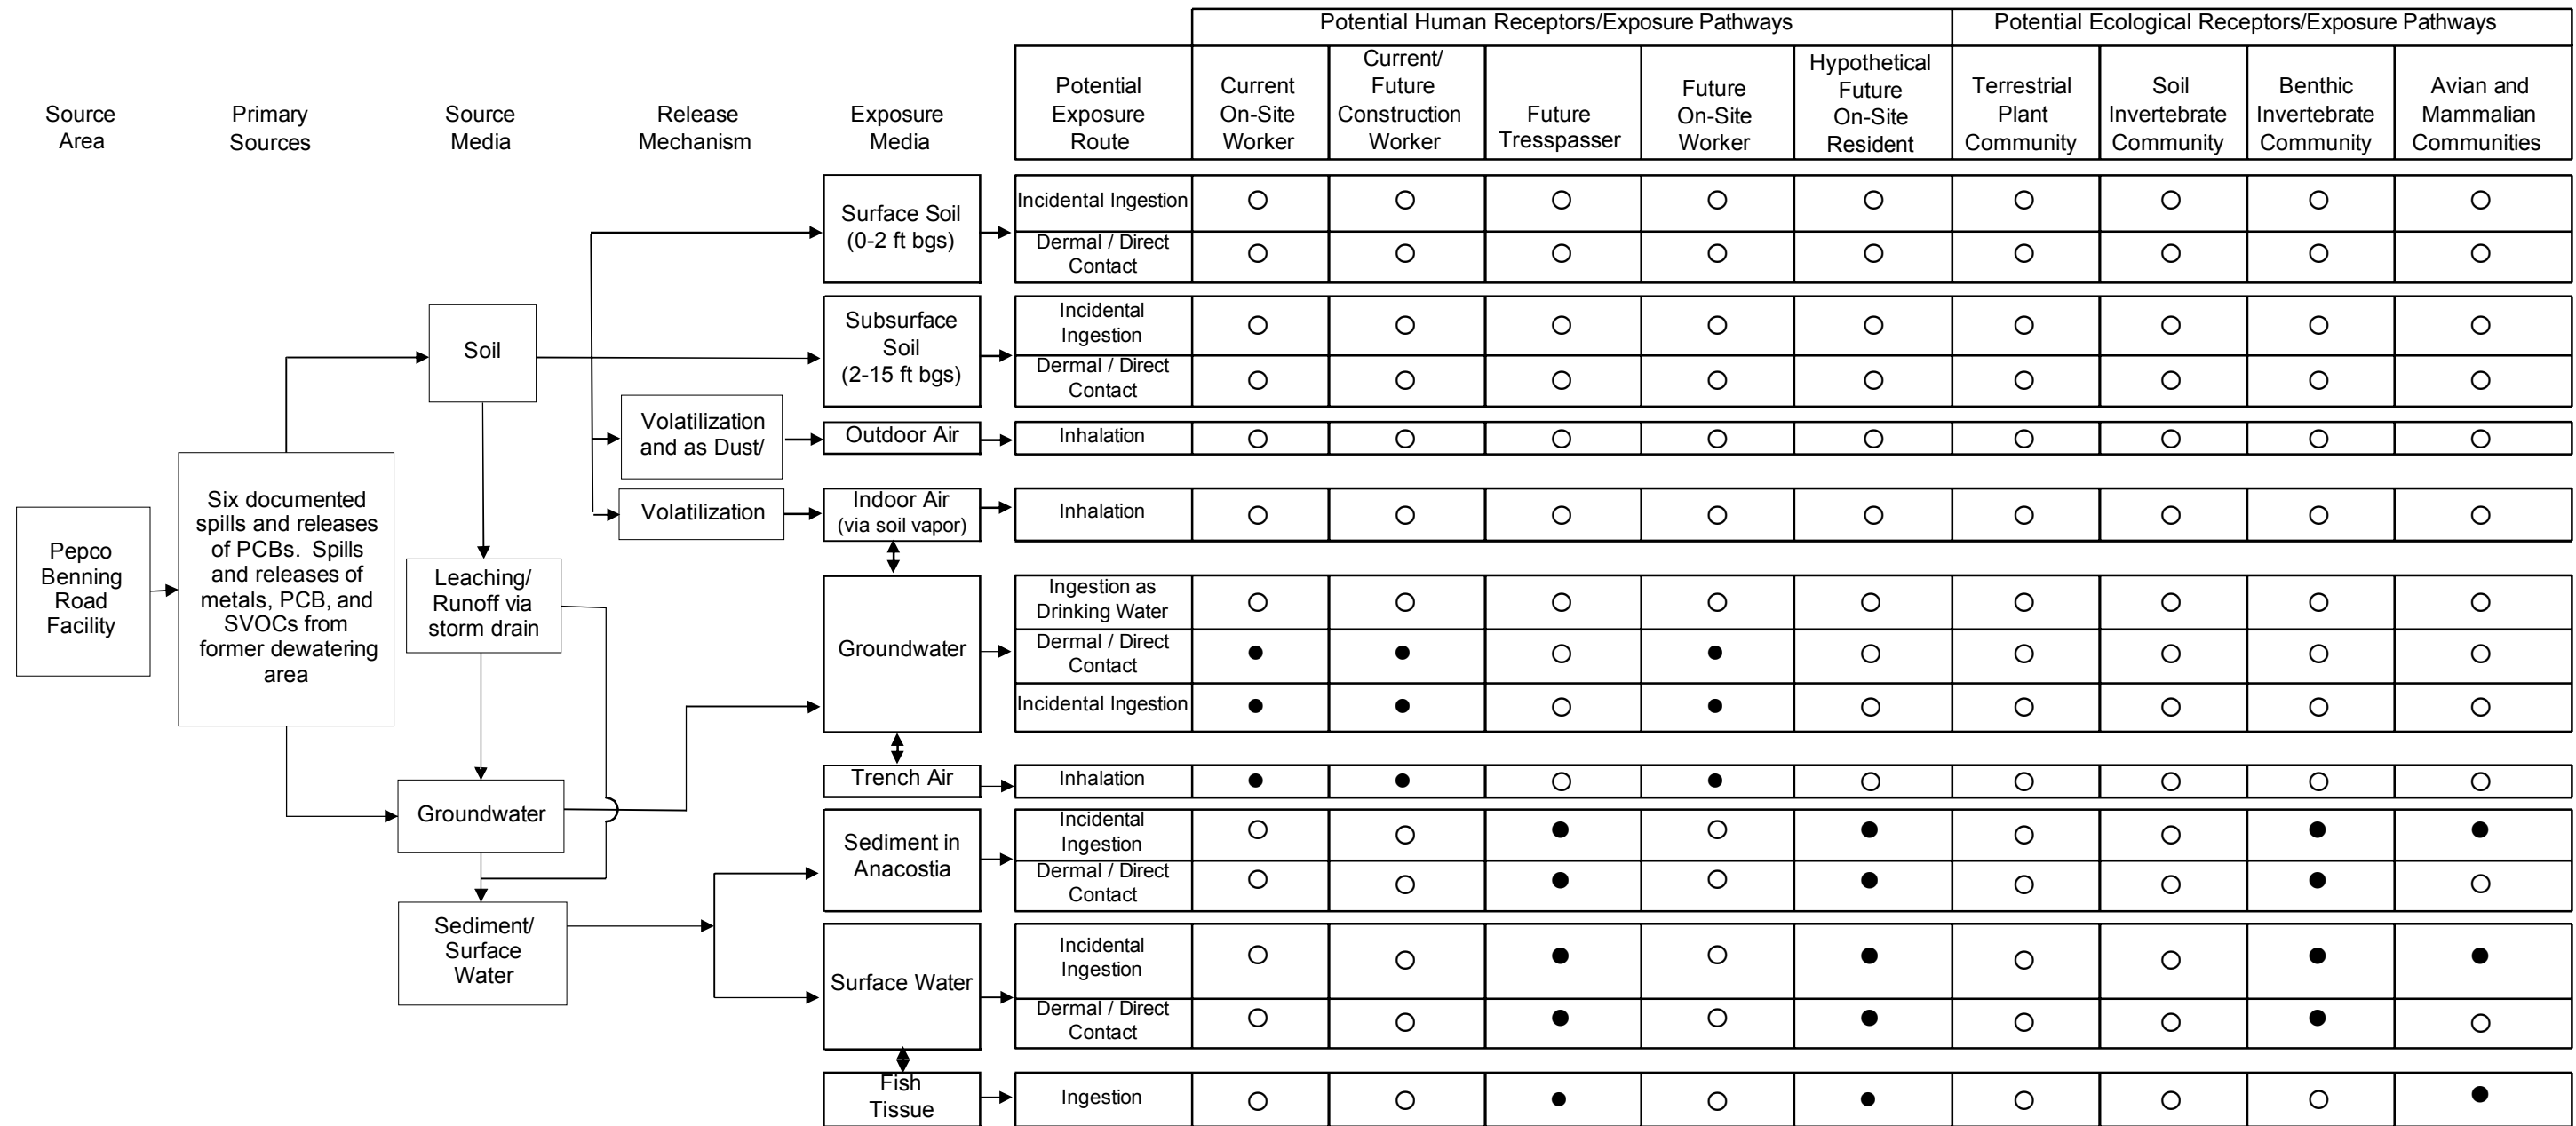 Potential Human Receptors/Exposure Pathways
Potential Ecological Receptors/Exposure Pathways
Source
Area
Primary
Sources
Source
Media
Release
Mechanism
Exposure
Media
Potential
Exposure
Route
Current
On-Site
Worker
Current/
Future
Construction
Worker
Future
Tresspasser
Future
On-Site
Worker
Hypothetical
Future
On-Site
Resident
Terrestrial
Plant
Community
Soil
Invertebrate
Community
Benthic
Invertebrate
Community
Avian and
Mammalian
Communities
Pepco
Benning
Road
Facility
Six documented
spills and releases
of PCBs. Spills
and releases of
metals, PCB, and
SVOCs from
former dewatering
area
Soil
Leaching/
Runoff via
storm drain
Groundwater
Sediment/
Surface
Water
Volatilization
and as Dust/
Volatilization
Surface Soil
(0-2 ft bgs)
Incidental Ingestion
Dermal / Direct
Contact
Subsurface
Soil
(2-15 ft bgs)
Incidental
Ingestion
Dermal / Direct
Contact
Outdoor Air
Inhalation
Indoor Air
(via soil vapor)
Inhalation
Groundwater
Ingestion as
Drinking Water
Dermal / Direct
Contact
Incidental Ingestion
Trench Air
Inhalation
Sediment in
Anacostia
Incidental
Ingestion
Dermal / Direct
Contact
Surface Water
Incidental
Ingestion
Dermal / Direct
Contact
Fish
Tissue
Ingestion